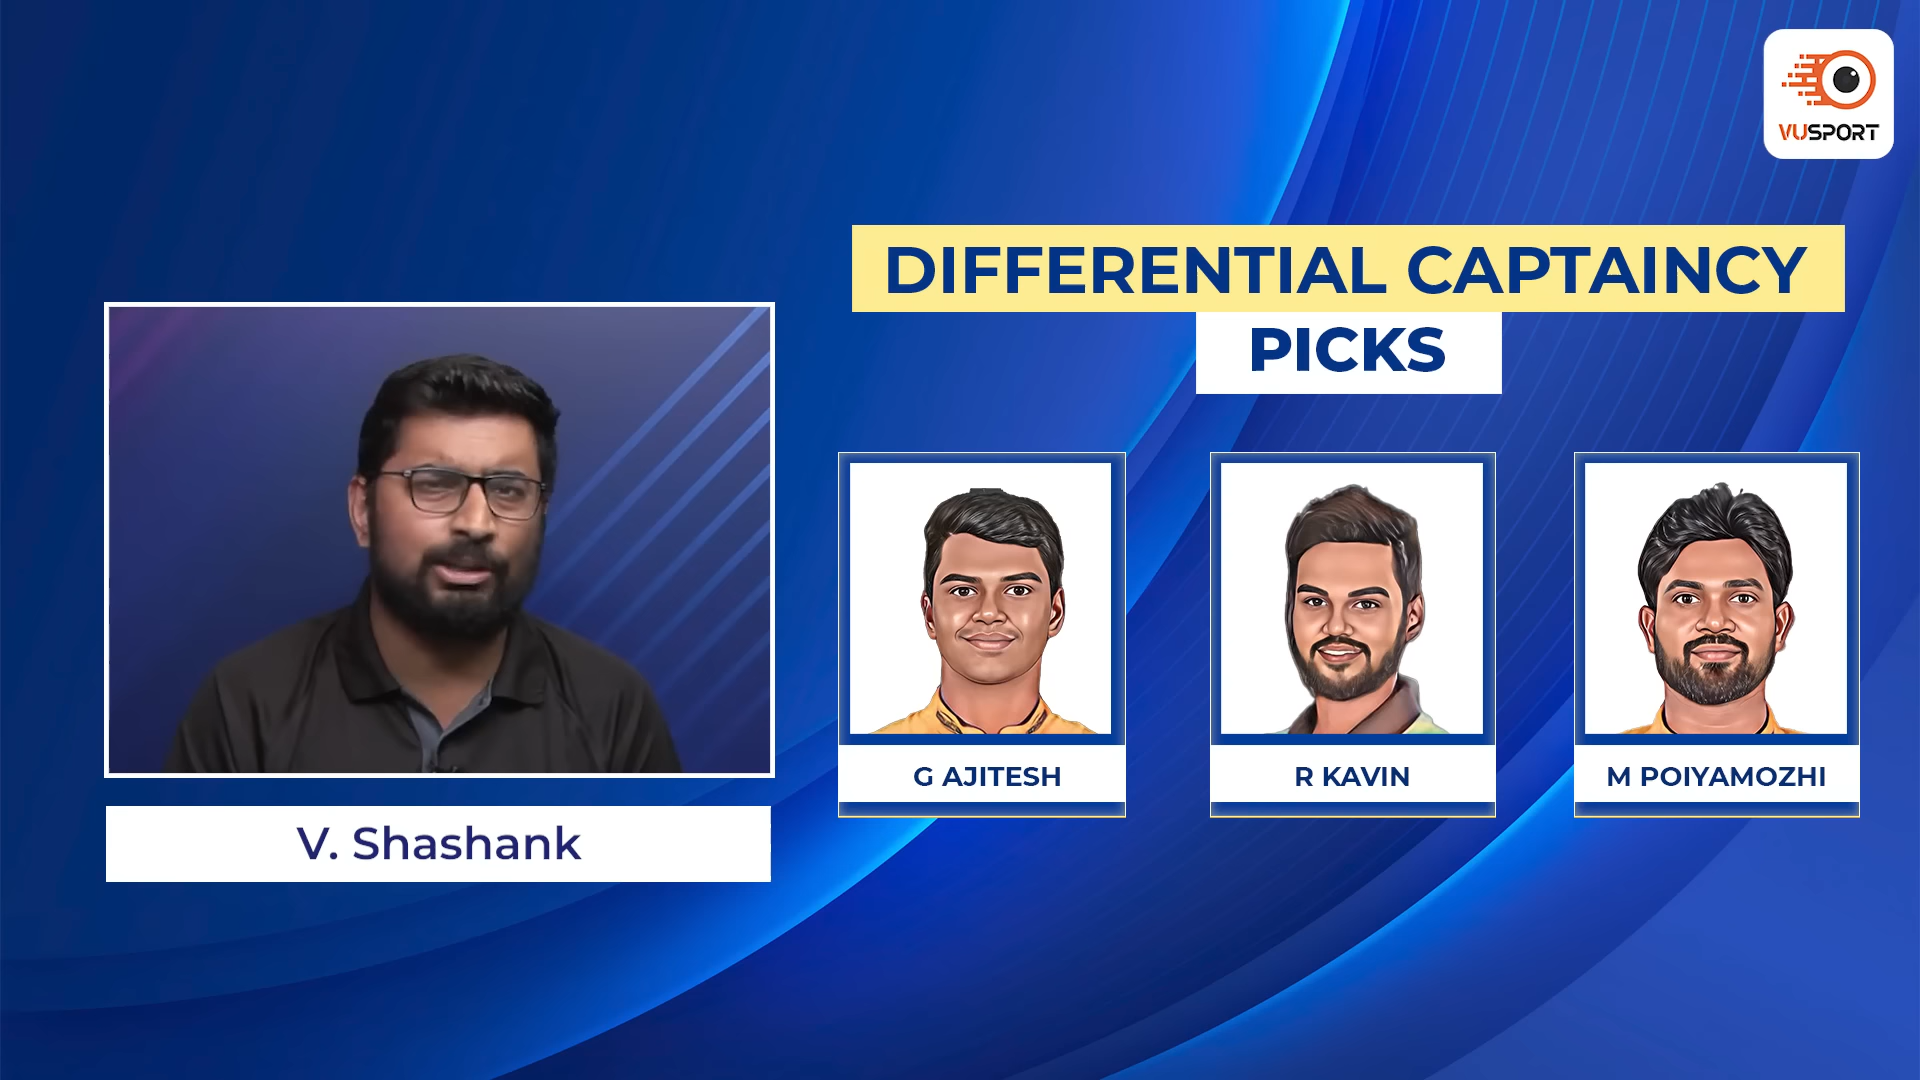 VUSPORT
DIFFERENTIAL CAPTAINCY
PICKS
G AJITESH
R KAVIN
M POIYAMOZHI
V. Shashank